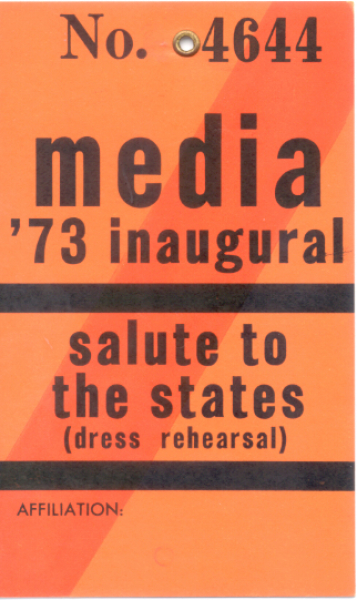 No. 4644
media
'73 inaugural
salute to
the states
(dress rehearsal)
AFFILIATION: